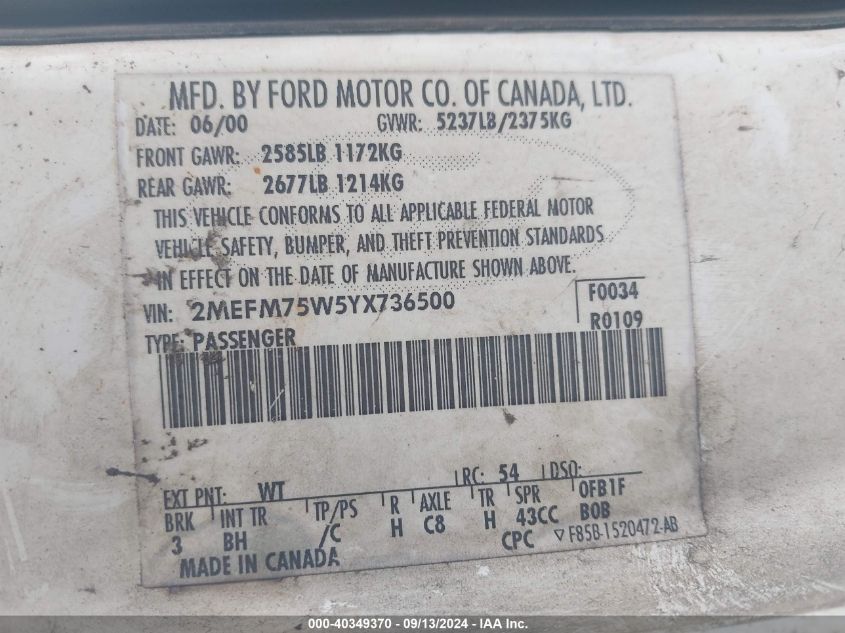 MFD. BY FORD MOTOR CO. OF CANADA, LTD.
DATE: 06/00 GVWR: 5237LB/2375KG
FRONT GAWR: 2585LB 1172KG
REAR GAWR: 2677LB 1214KG
THIS VEHICLE CONFORMS TO ALL APPLICABLE FEDERAL MOTOR
VEHICLE SAFETY, BUMPER, AND THEFT PREVENTION STANDARDS
IN EFFECT ON THE DATE OF MANUFACTURE SHOWN ABOVE.
VIN: 2MEFM75W5YX736500 F0034
TYPE: PASSENGER R0109
EXT PNT: WT RC: 54 DSO:
BRK INT TR TP/PS R AXLE TR SPR OFB1F
3 BH /C H C8 H 43CC BOB
MADE IN CANADA CPC ▽ F85B-1520472-AB
000-40349370 - 09/13/2024 - IAA Inc.